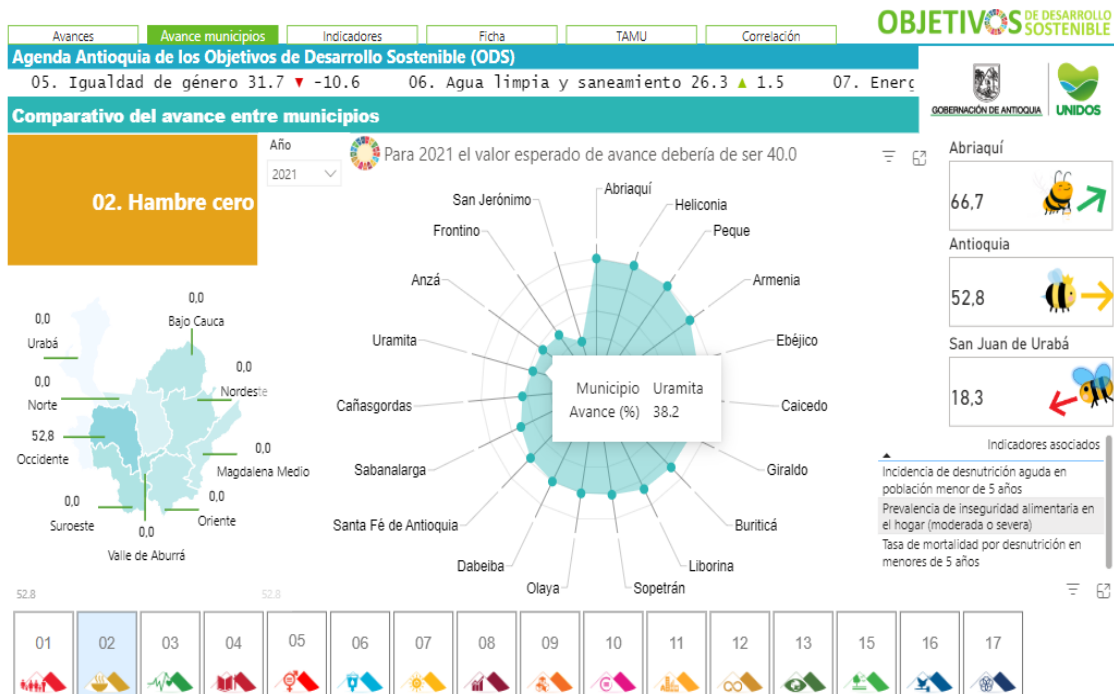 OBJETIVOS DE DESARROLLO
SOSTENIBLE
Avances
Avance municipios
Indicadores
Ficha
TAMU
Correlación
Agenda Antioquia de los Objetivos de Desarrollo Sostenible (ODS)
05. Igualdad de género 31.7 ▼ -10.6 06. Agua limpia y saneamiento 26.3 ▲ 1.5 07. Energ
GOBERNACIÓN DE ANTIOQUIA
UNIDOS
Comparativo del avance entre municipios
02. Hambre cero
Año
2021
Para 2021 el valor esperado de avance debería de ser 40.0
0,0
Urabá
0,0
Bajo Cauca
0,0
Norte
0,0
Nordeste
52,8
Occidente
0,0
Magdalena Medio
0,0
Suroeste
0,0
Oriente
0,0
Valle de Aburrá
Abriaquí
Heliconia
Peque
Armenia
Ebéjico
Caicedo
Giraldo
Buriticá
Liborina
Sopetrán
Olaya
Dabeiba
Santa Fé de Antioquia
Sabanalarga
Cañasgordas
Uramita
Anzá
Frontino
San Jerónimo
Municipio Uramita
Avance (%) 38.2
Abriaquí
66,7
Antioquia
52,8
San Juan de Urabá
18,3
Indicadores asociados
Incidencia de desnutrición aguda en
población menor de 5 años
Prevalencia de inseguridad alimentaria en
el hogar (moderada o severa)
Tasa de mortalidad por desnutrición en
menores de 5 años
52.8
52.8
01
02
03
04
05
06
07
08
09
10
11
12
13
15
16
17